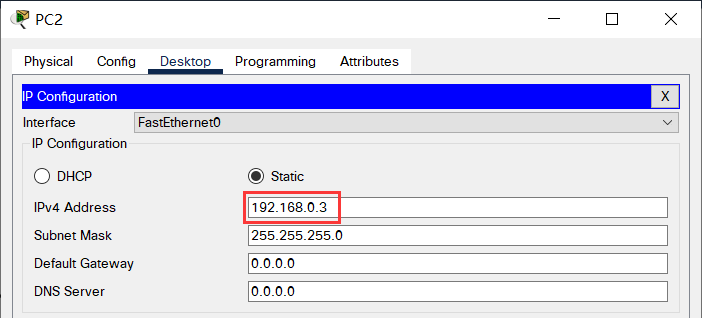 PC2
Physical Config Desktop Programming Attributes
IP Configuration X
Interface FastEthernet0
IP Configuration
DHCP Static
IPv4 Address 192.168.0.3
Subnet Mask 255.255.255.0
Default Gateway 0.0.0.0
DNS Server 0.0.0.0